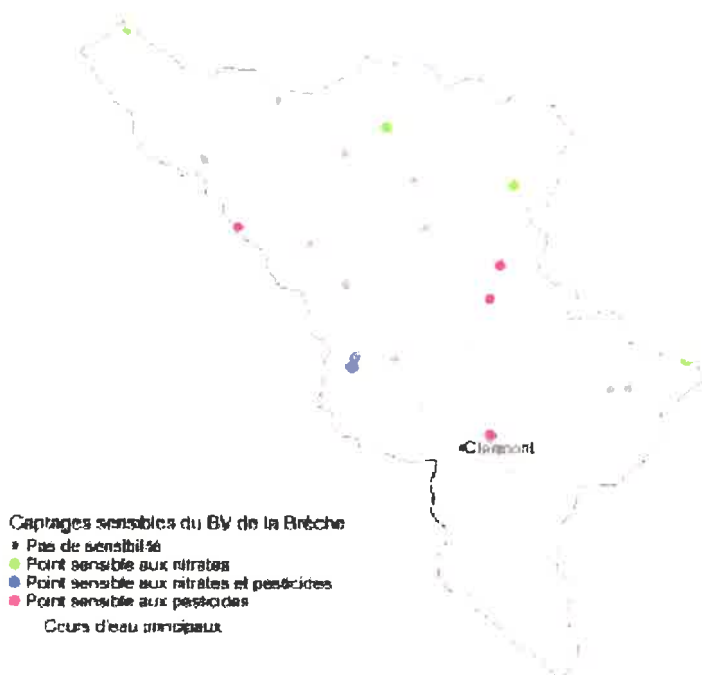 Clermont
Captages sensibles du BV de la Brèche
Pas de sensibilité
Point sensible aux nitrates
Point sensible aux nitrates et pesticides
Point sensible aux pesticides
Cours d'eau principaux